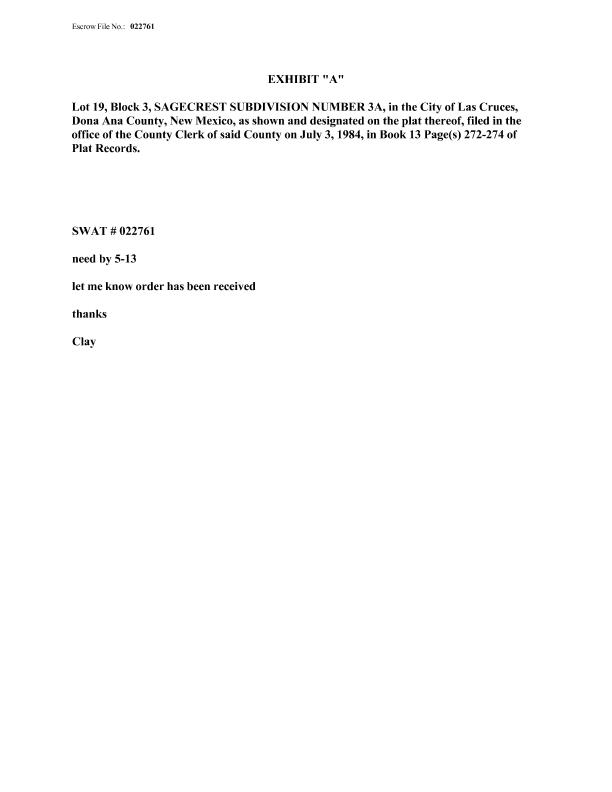 Escrow File No.: 022761
EXHIBIT "A"
Lot 19, Block 3, SAGECREST SUBDIVISION NUMBER 3A, in the City of Las Cruces,
Dona Ana County, New Mexico, as shown and designated on the plat thereof, filed in the
office of the County Clerk of said County on July 3, 1984, in Book 13 Page(s) 272-274 of
Plat Records.
SWAT # 022761
need by 5-13
let me know order has been received
thanks
Clay